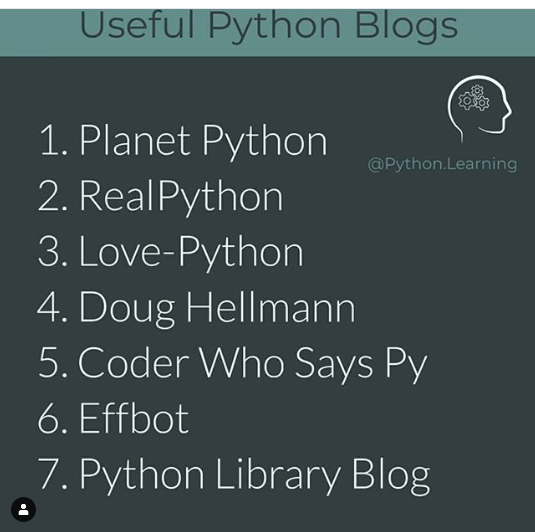 Useful Python Blogs
@Python.Learning
1. Planet Python
2. RealPython
3. Love-Python
4. Doug Hellmann
5. Coder Who Says Py
6. Effbot
7. Python Library Blog